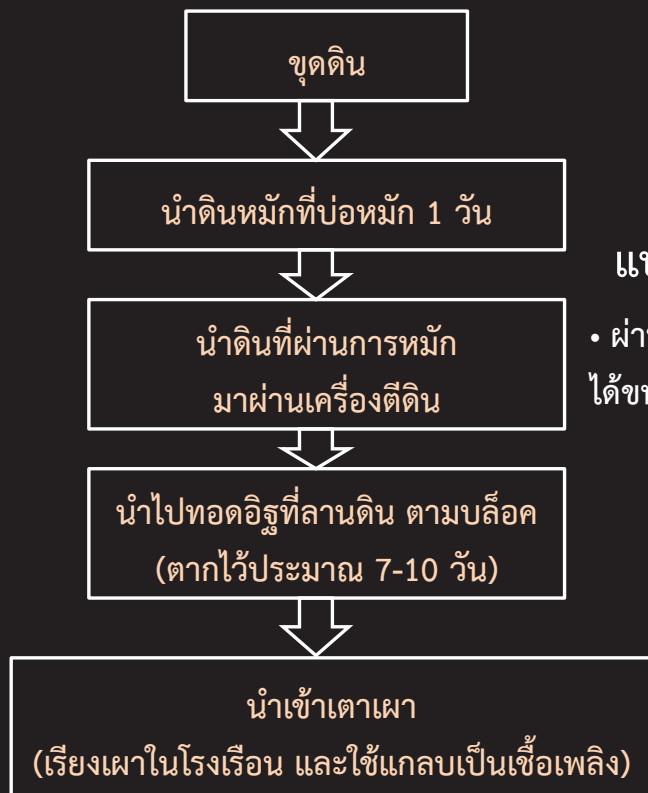 ขุดดิน
นำดินหมักที่บ่อหมัก 1 วัน
นำดินที่ผ่านการหมัก
มาผ่านเครื่องตีดิน
นำไปทอดอิฐที่ลานดิน ตามบล็อค
(ตากไว้ประมาณ 7-10 วัน)
นำเข้าเตาเผา
(เรียงเผาในโรงเรือน และใช้แกลบเป็นเชื้อเพลิง)